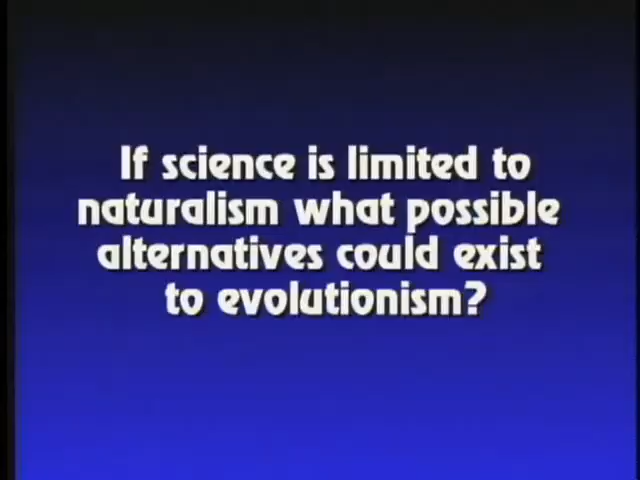 If science is limited to
naturalism what possible
alternatives could exist
to evolutionism?